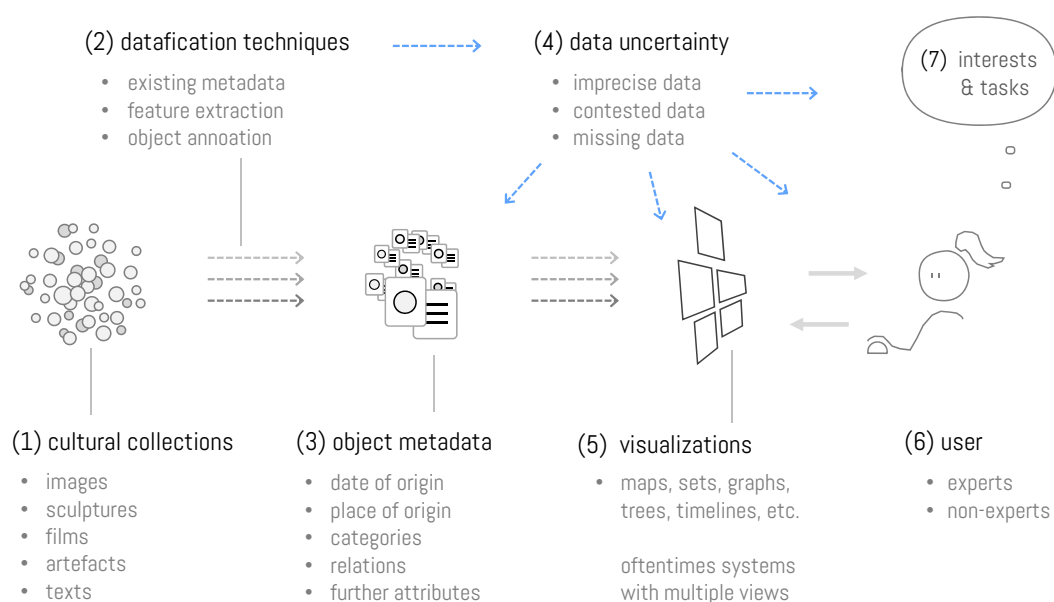 (2) datafication techniques
• existing metadata
• feature extraction
• object annoation
(4) data uncertainty
• imprecise data
• contested data
• missing data
(7) interests
& tasks
(1) cultural collections
• images
• sculptures
• films
• artefacts
• texts
(3) object metadata
• date of origin
• place of origin
• categories
• relations
• further attributes
(5) visualizations
• maps, sets, graphs,
trees, timelines, etc.
oftentimes systems
with multiple views
(6) user
• experts
• non-experts